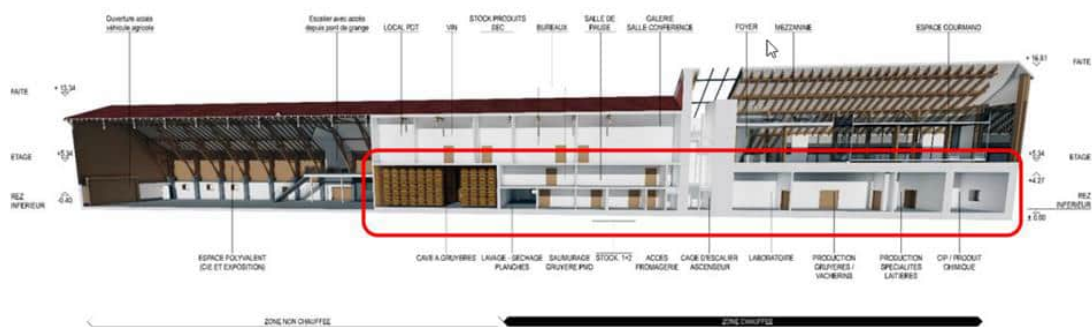 Ouverture accès
véhicule agricole
Escalier avec accès
depuis pont de grange
LOCAL PDT
VIN
STOCK PRODUITS
SEC
BUREAUX
SALLE DE
PAUSE
GALERIE
SALLE CONFERENCE
FOYER
MEZZANINE
ESPACE GOURMAND
FAITE
+ 13.34
+ 16.91
FAITE
ETAGE
+5.34
+5.34
ETAGE
+4.27
REZ
INFERIEUR
-0.40
REZ
INFERIEUR
± 0.00
ESPACE POLYVALENT
(CIE ET EXPOSITION)
CAVE A GRUYERES
LAVAGE - SECHAGE
PLANCHES
SAUMURAGE
GRUYERE PMO
STOCK. 1+2
ACCES
FROMAGERIE
CAGE D'ESCALIER
ASCENSEUR
LABORATOIRE
PRODUCTION
GRUYERES /
VACHERINS
PRODUCTION
SPECIALITES
LAITIERES
CIP / PRODUIT
CHIMIQUE
ZONE NON CHAUFFEE
ZONE CHAUFFEE